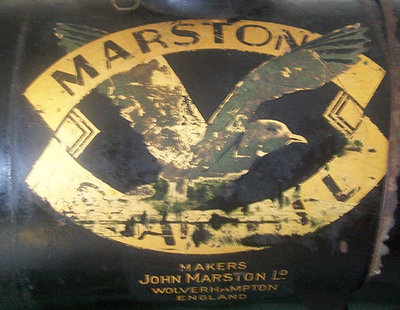 MARSTON
MAKERS
JOHN MARSTON LD
WOLVERHAMPTON
ENGLAND